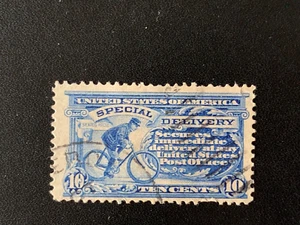 UNITED STATES OF AMERICA
SPECIAL DELIVERY
Secures
immediate
delivery at any
United States
Post Office
10 TEN CENTS 10